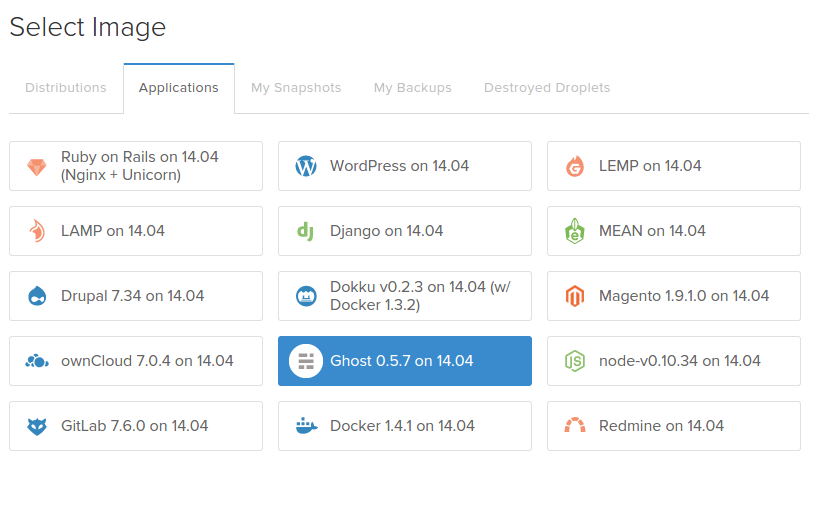 Select Image
Distributions
Applications
My Snapshots
My Backups
Destroyed Droplets
Ruby on Rails on 14.04
(Nginx + Unicorn)
WordPress on 14.04
LEMP on 14.04
LAMP on 14.04
dj
Django on 14.04
e
MEAN on 14.04
Drupal 7.34 on 14.04
Dokku v0.2.3 on 14.04 (w/
Docker 1.3.2)
Magento 1.9.1.0 on 14.04
ownCloud 7.0.4 on 14.04
Ghost 0.5.7 on 14.04
JS
node-v0.10.34 on 14.04
GitLab 7.6.0 on 14.04
Docker 1.4.1 on 14.04
Redmine on 14.04